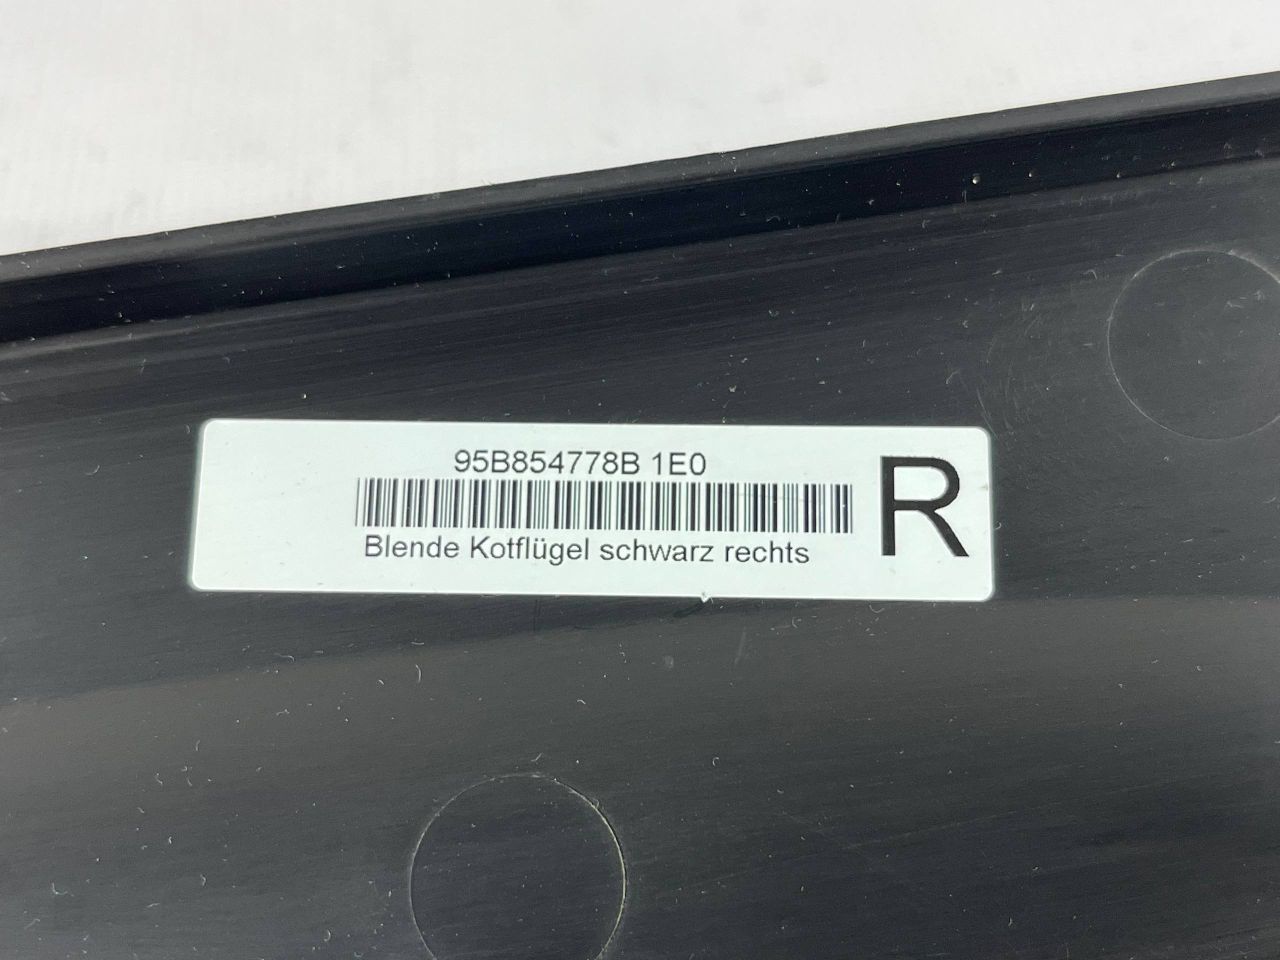 95B854778B 1E0
R
Blende Kotflügel schwarz rechts